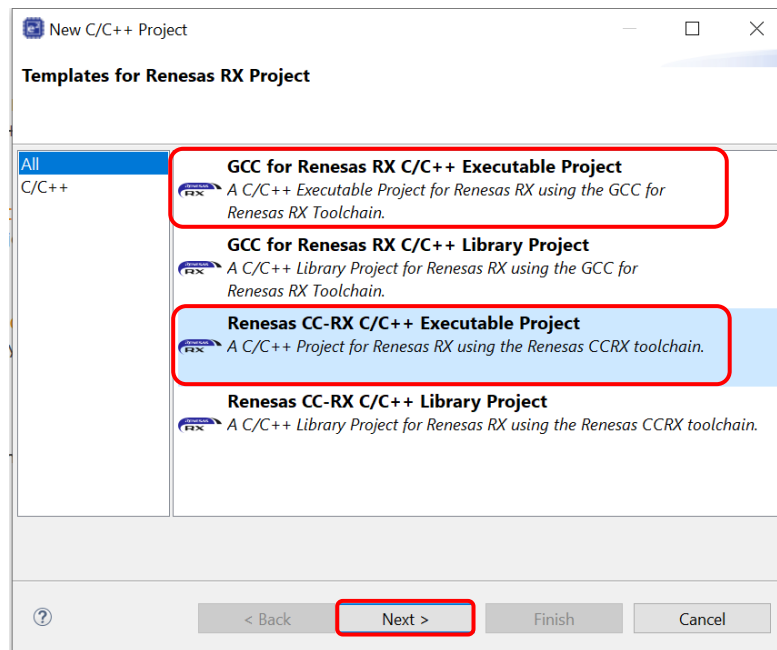 New C/C++ Project
Templates for Renesas RX Project
All
C/C++
GCC for Renesas RX C/C++ Executable Project
A C/C++ Executable Project for Renesas RX using the GCC for
Renesas RX Toolchain.
GCC for Renesas RX C/C++ Library Project
A C/C++ Library Project for Renesas RX using the GCC for
Renesas RX Toolchain.
Renesas CC-RX C/C++ Executable Project
A C/C++ Project for Renesas RX using the Renesas CCRX toolchain.
Renesas CC-RX C/C++ Library Project
A C/C++ Library Project for Renesas RX using the Renesas CCRX toolchain.
< Back
Next >
Finish
Cancel